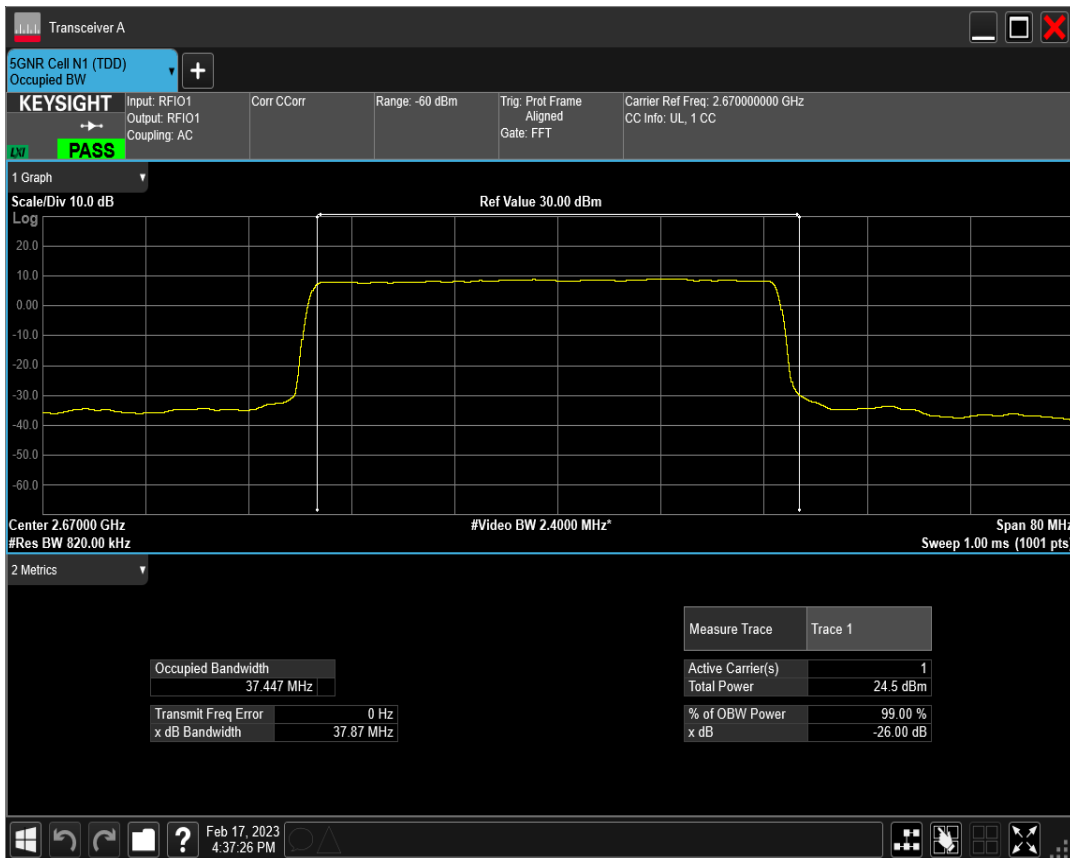 Transceiver A
5GNR Cell N1 (TDD)
Occupied BW
+
KEYSIGHT
LXI
PASS
Input: RFIO1
Output: RFIO1
Coupling: AC
Corr CCorr
Range: -60 dBm
Trig: Prot Frame
Aligned
Gate: FFT
Carrier Ref Freq: 2.670000000 GHz
CC Info: UL, 1 CC
1 Graph
Scale/Div 10.0 dB
Ref Value 30.00 dBm
Log
20.0
10.0
0.00
-10.0
-20.0
-30.0
-40.0
-50.0
-60.0
Center 2.67000 GHz
#Video BW 2.4000 MHz*
Span 80 MHz
#Res BW 820.00 kHz
Sweep 1.00 ms (1001 pts)
2 Metrics
Measure Trace Trace 1
Occupied Bandwidth
37.447 MHz
Active Carrier(s) 1
Total Power 24.5 dBm
Transmit Freq Error 0 Hz
x dB Bandwidth 37.87 MHz
% of OBW Power 99.00 %
x dB -26.00 dB
?
Feb 17, 2023
4:37:26 PM